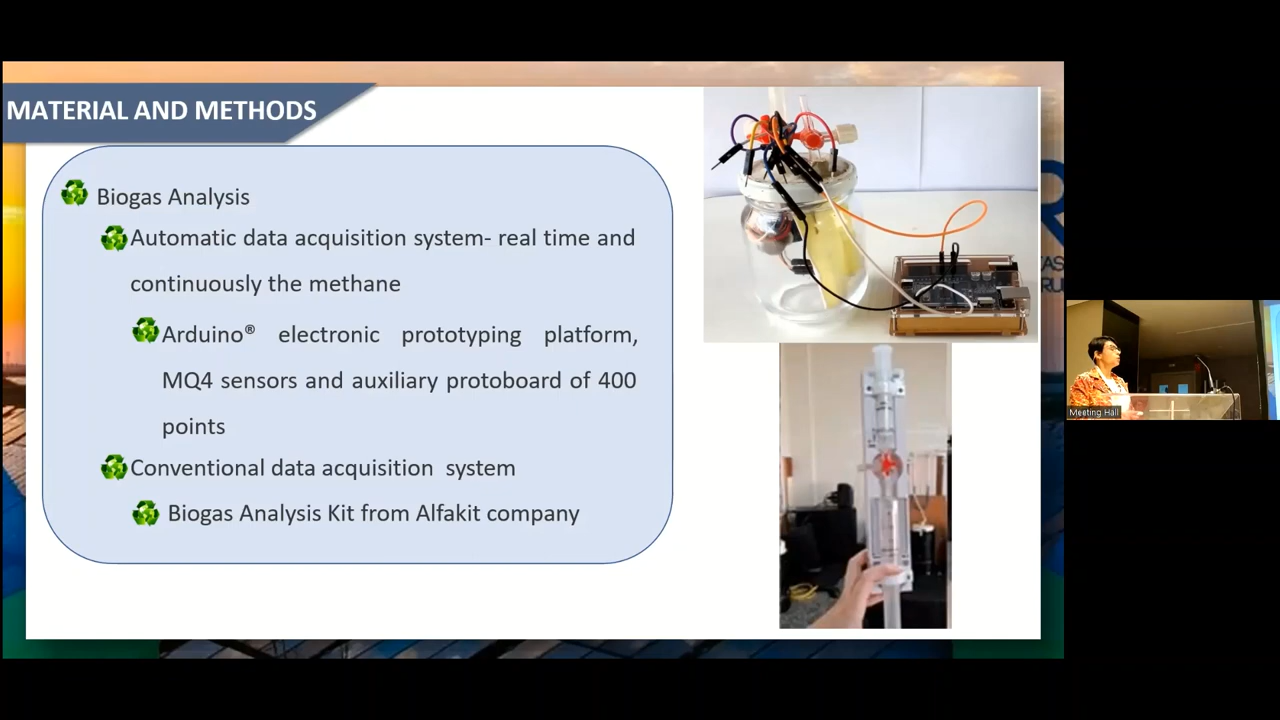 MATERIAL AND METHODS
Biogas Analysis
Automatic data acquisition system- real time and
continuously the methane
Arduino® electronic prototyping platform,
MQ4 sensors and auxiliary protoboard of 400
points
Conventional data acquisition system
Biogas Analysis Kit from Alfakit company
Meeting Hall